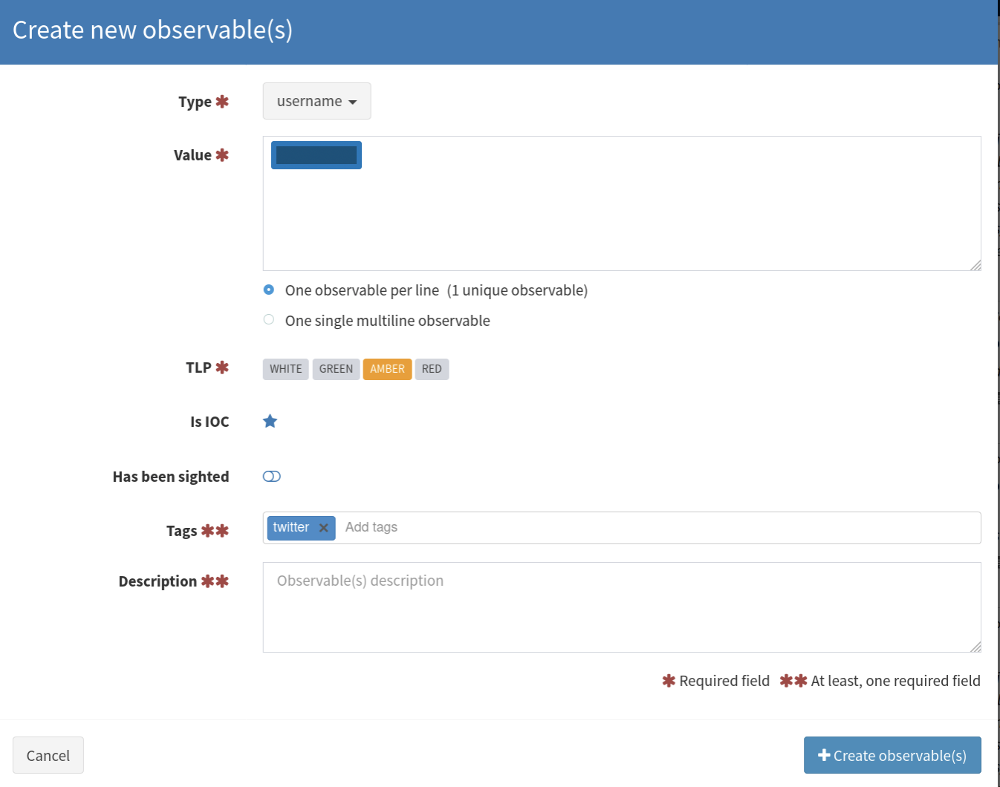 Create new observable(s)
Type ✱ username
Value ✱
One observable per line (1 unique observable)
One single multiline observable
TLP ✱ WHITE GREEN AMBER RED
Is IOC
Has been sighted
Tags ✱✱ twitter × Add tags
Description ✱✱ Observable(s) description
✱ Required field ✱✱ At least, one required field
Cancel + Create observable(s)